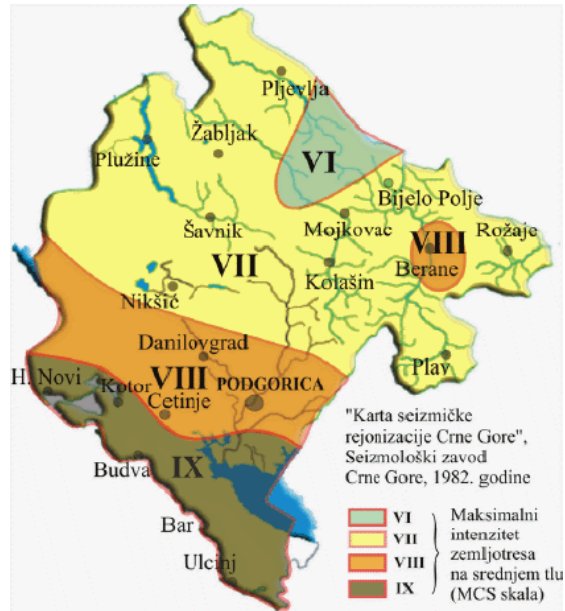 Pljevlja
Žabljak
Plužine
VI
Bijelo Polje
Šavnik
Mojkovac
VIII
Rožaje
VII
Berane
Kolašin
Nikšić
Danilovgrad
Plav
VIII
PODGORICA
H. Novi
Kotor
Cetinje
"Karta seizmičke
rejonizacije Crne Gore",
Seizmološki zavod
Crne Gore, 1982. godine
IX
Budva
Bar
Ulcinj
VI
VII
VIII
IX
Maksimalni
intenzitet
zemljotresa
na srednjem tlu
(MCS skala)